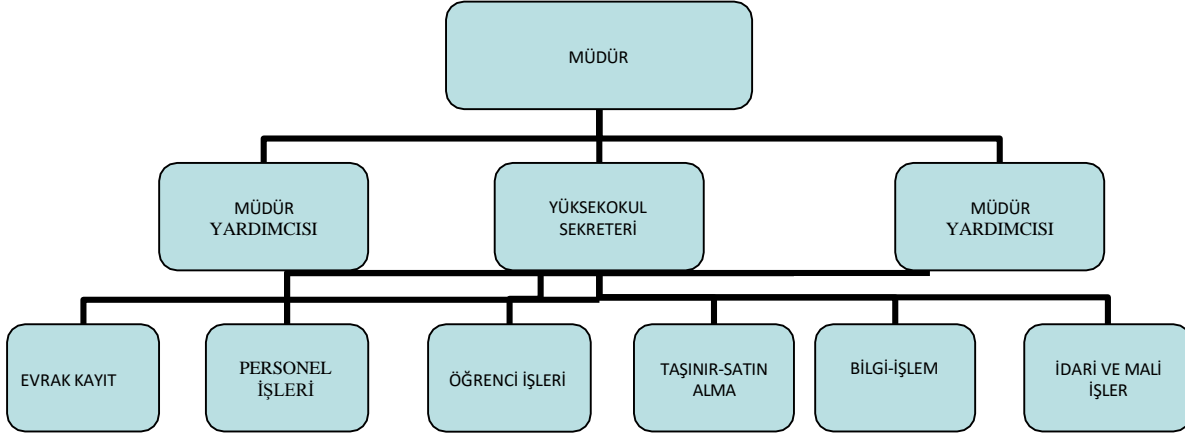 MÜDÜR
MÜDÜR
YARDIMCISI
YÜKSEKOKUL
SEKRETERİ
MÜDÜR
YARDIMCISI
EVRAK KAYIT
PERSONEL
İŞLERİ
ÖĞRENCİ İŞLERİ
TAŞINIR-SATIN
ALMA
BİLGİ-İŞLEM
İDARİ VE MALİ
İŞLER